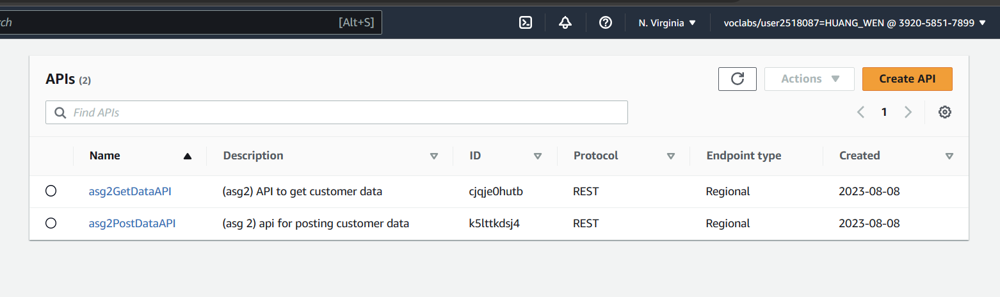 rch [Alt+S] N. Virginia voclabs/user2518087=HUANG_WEN @ 3920-5851-7899
APIs (2) Actions Create API
Find APIs 1
Name Description ID Protocol Endpoint type Created
asg2GetDataAPI (asg2) API to get customer data cjqje0hutb REST Regional 2023-08-08
asg2PostDataAPI (asg 2) api for posting customer data k5lttkdsj4 REST Regional 2023-08-08